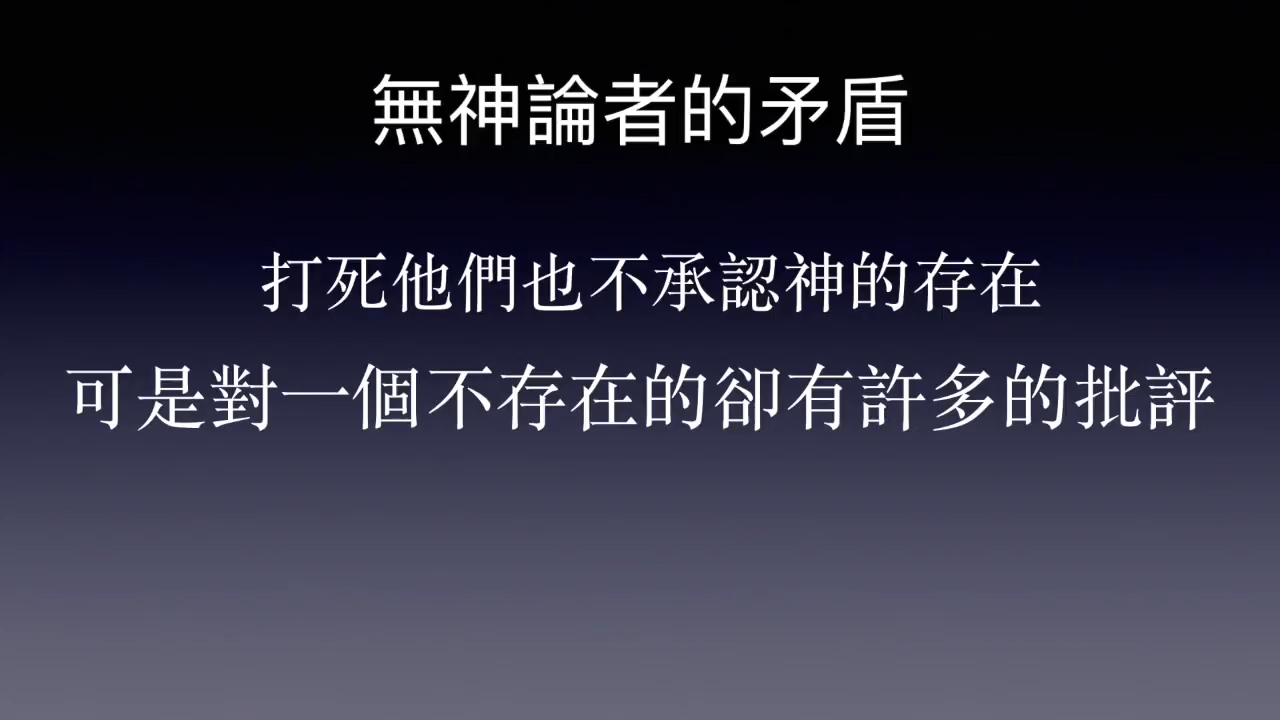 無神論者的矛盾
打死他們也不承認神的存在
可是對一個不存在的卻有許多的批評